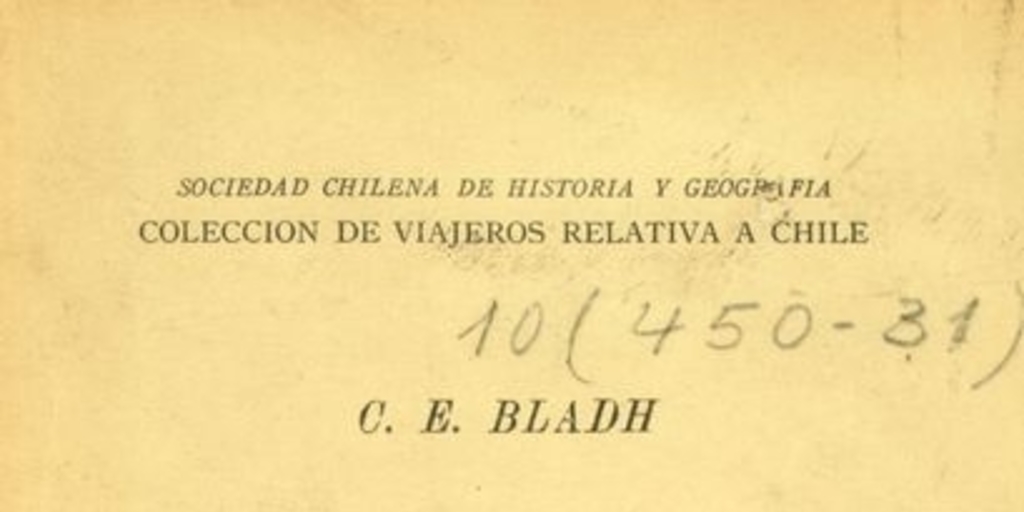 SOCIEDAD CHILENA DE HISTORIA Y GEOGRAFIA
COLECCION DE VIAJEROS RELATIVA A CHILE
10(450-31)
C. E. BLADH